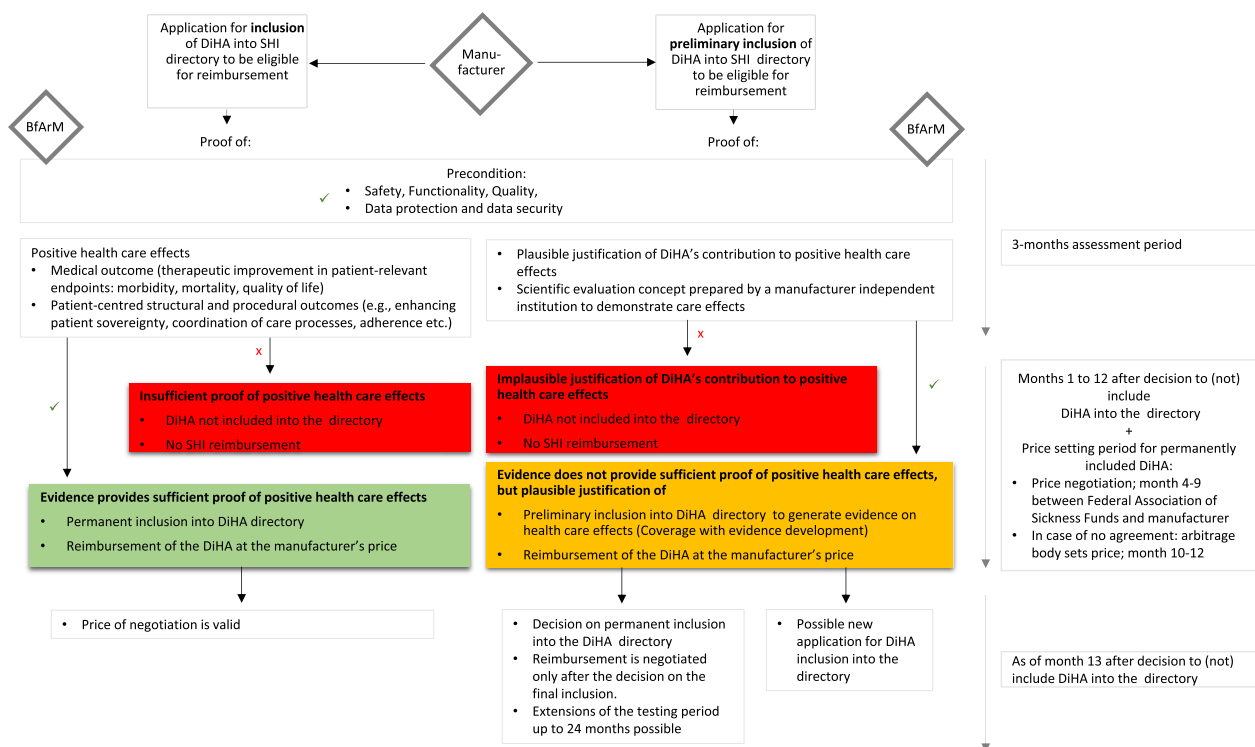 Application for inclusion
of DiHA into SHI
directory to be eligible
for reimbursement
Manu-
facturer
Application for
preliminary inclusion of
DiHA into SHI directory
to be eligible for
reimbursement
BfArM
BfArM
Proof of:
Proof of:
Precondition:
✓
• Safety, Functionality, Quality,
• Data protection and data security
3-months assessment period
Positive health care effects
• Medical outcome (therapeutic improvement in patient-relevant
endpoints: morbidity, mortality, quality of life)
• Patient-centred structural and procedural outcomes (e.g., enhancing
patient sovereignty, coordination of care processes, adherence etc.)
• Plausible justification of DiHA's contribution to positive health care
effects
• Scientific evaluation concept prepared by a manufacturer independent
institution to demonstrate care effects
x
x
✓
✓
Insufficient proof of positive health care effects
• DiHA not included into the directory
• No SHI reimbursement
Implausible justification of DiHA's contribution to positive
health care effects
• DiHA not included into the directory
• No SHI reimbursement
Months 1 to 12 after decision to (not)
include
DiHA into the directory
+
Price setting period for permanently
included DiHA:
• Price negotiation; month 4-9
between Federal Association of
Sickness Funds and manufacturer
• In case of no agreement: arbitrage
body sets price; month 10-12
Evidence provides sufficient proof of positive health care effects
• Permanent inclusion into DiHA directory
• Reimbursement of the DiHA at the manufacturer's price
Evidence does not provide sufficient proof of positive health care effects,
but plausible justification of
• Preliminary inclusion into DiHA directory to generate evidence on
health care effects (Coverage with evidence development)
• Reimbursement of the DiHA at the manufacturer's price
• Price of negotiation is valid
• Decision on permanent inclusion
into the DiHA directory
• Reimbursement is negotiated
only after the decision on the
final inclusion.
• Extensions of the testing period
up to 24 months possible
• Possible new
application for DiHA
inclusion into the
directory
As of month 13 after decision to (not)
include DiHA into the directory